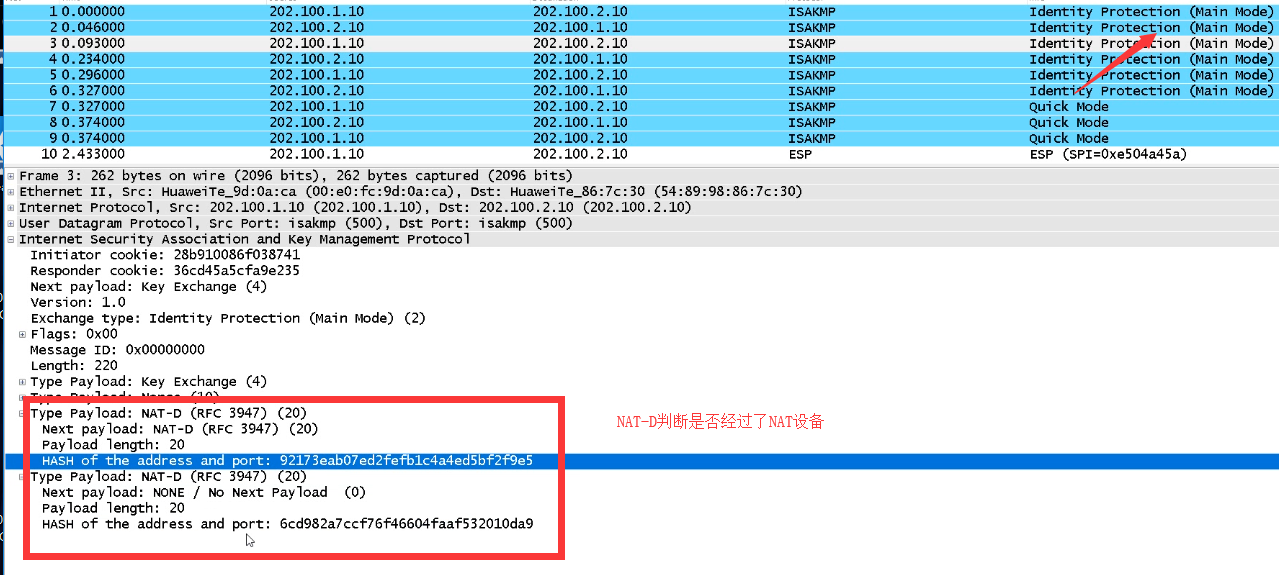 1 0.000000 202.100.1.10 202.100.2.10 ISAKMP Identity Protection (Main Mode)
2 0.046000 202.100.1.10 202.100.2.10 ISAKMP Identity Protection (Main Mode)
3 0.093000 202.100.1.10 202.100.2.10 ISAKMP Identity Protection (Main Mode)
4 0.234000 202.100.1.10 202.100.2.10 ISAKMP Identity Protection (Main Mode)
5 0.296000 202.100.1.10 202.100.2.10 ISAKMP Identity Protection (Main Mode)
6 0.327000 202.100.1.10 202.100.2.10 ISAKMP Identity Protection (Main Mode)
7 0.327000 202.100.1.10 202.100.2.10 ISAKMP Quick Mode
8 0.374000 202.100.1.10 202.100.2.10 ISAKMP Quick Mode
9 0.374000 202.100.1.10 202.100.2.10 ISAKMP Quick Mode
10 2.433000 202.100.1.10 202.100.2.10 ESP ESP (SPI=0xe504a45a)
Frame 3: 262 bytes on wire (2096 bits), 262 bytes captured (2096 bits)
Ethernet II, Src: HuaweiTe_9d:0a:ca (00:e0:fc:9d:0a:ca), Dst: HuaweiTe_86:7c:30 (54:89:98:86:7c:30)
Internet Protocol, Src: 202.100.1.10 (202.100.1.10), Dst: 202.100.2.10 (202.100.2.10)
User Datagram Protocol, Src Port: isakmp (500), Dst Port: isakmp (500)
Internet Security Association and Key Management Protocol
Initiator cookie: 28b910086f038741
Responder cookie: 36cd45a5cfa9e235
Next payload: Key Exchange (4)
Version: 1.0
Exchange type: Identity Protection (Main Mode) (2)
Flags: 0x00
Message ID: 0x00000000
Length: 220
Type Payload: Key Exchange (4)
Type Payload: Nonce (10)
Type Payload: NAT-D (RFC 3947) (20)
Next payload: NAT-D (RFC 3947) (20)
Payload length: 20
HASH of the address and port: 92173eab07ed2fefb1c4a4ed5bf2f9e5
Type Payload: NAT-D (RFC 3947) (20)
Next payload: NONE / No Next Payload (0)
Payload length: 20
HASH of the address and port: 6cd982a7ccf76f46604faaf532010da9
NAT-D判断是否经过了NAT设备